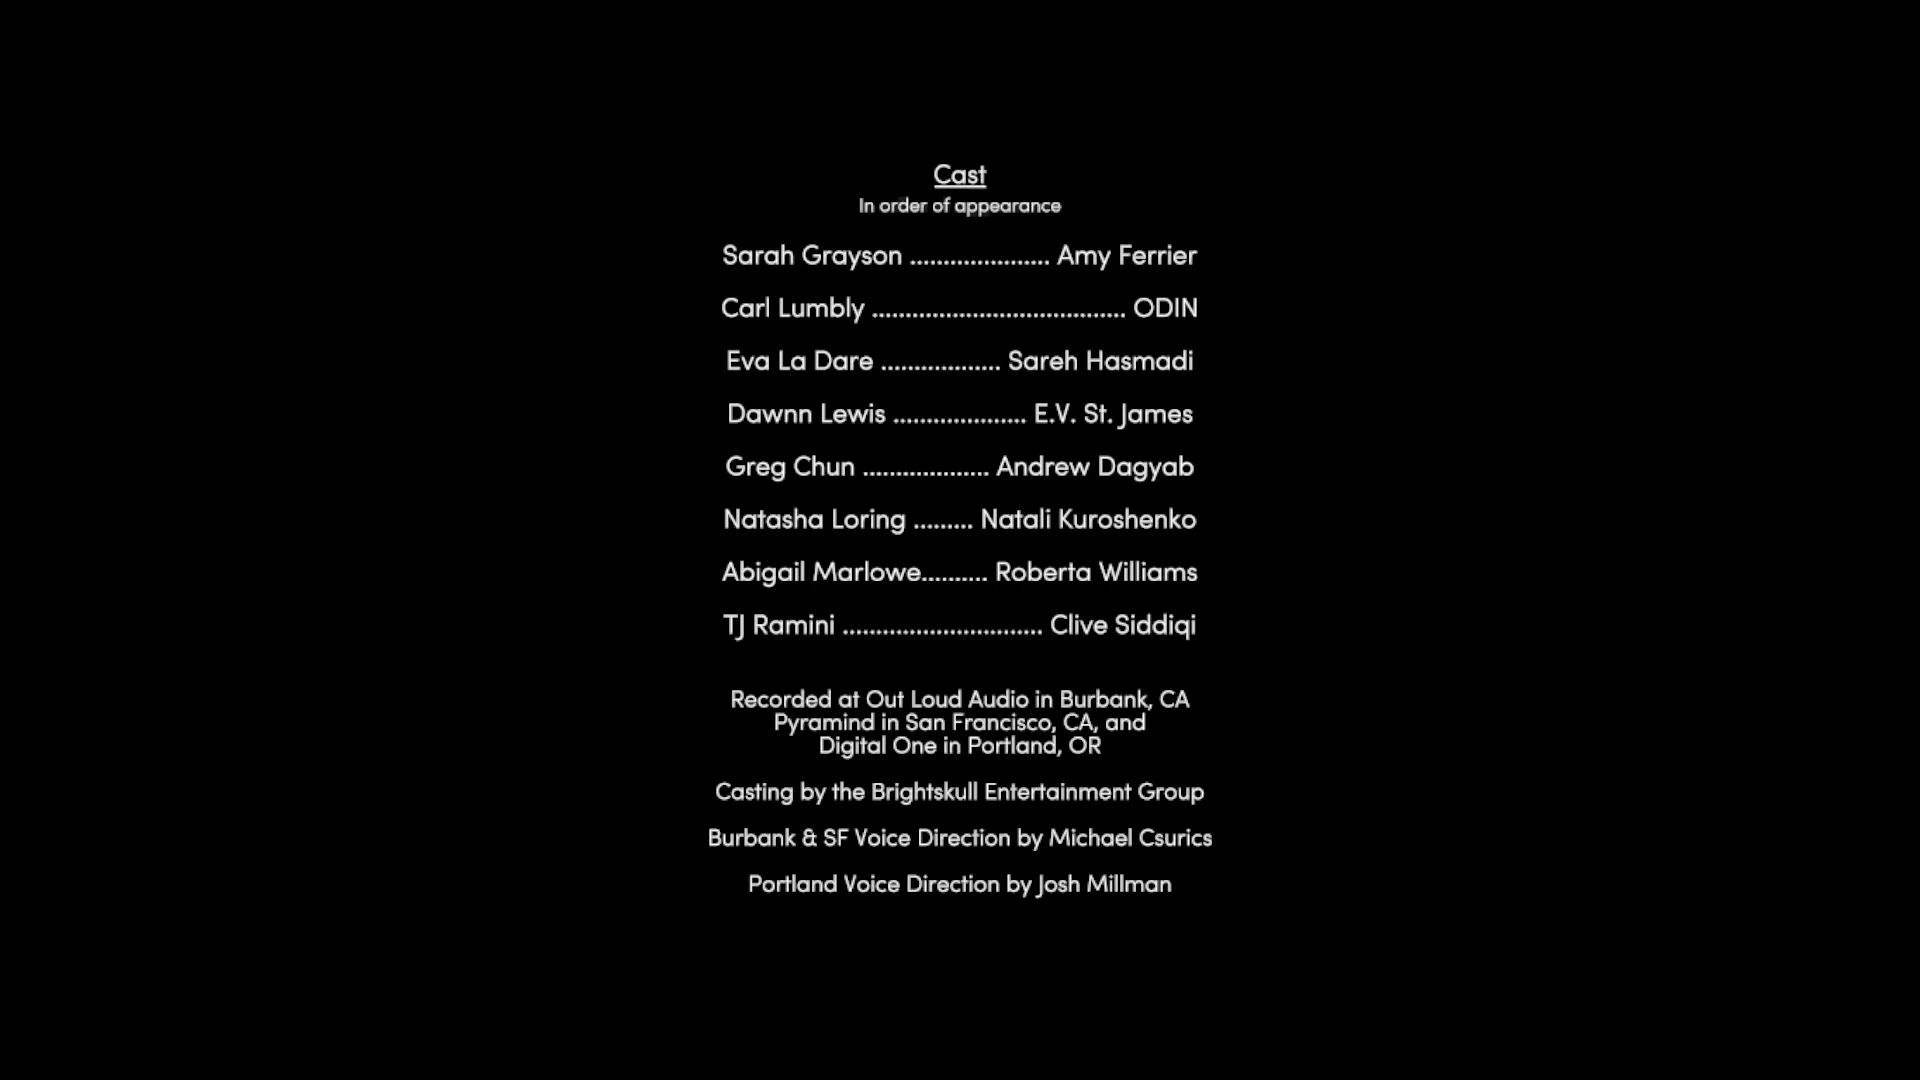 Cast
In order of appearance
Sarah Grayson ..................... Amy Ferrier
Carl Lumbly ...................................... ODIN
Eva La Dare .................. Sareh Hasmadi
Dawnn Lewis .................... E.V. St. James
Greg Chun ................... Andrew Dagyab
Natasha Loring ......... Natali Kuroshenko
Abigail Marlowe.......... Roberta Williams
TJ Ramini .............................. Clive Siddiqi
Recorded at Out Loud Audio in Burbank, CA
Pyramind in San Francisco, CA, and
Digital One in Portland, OR
Casting by the Brightskull Entertainment Group
Burbank & SF Voice Direction by Michael Csurics
Portland Voice Direction by Josh Millman